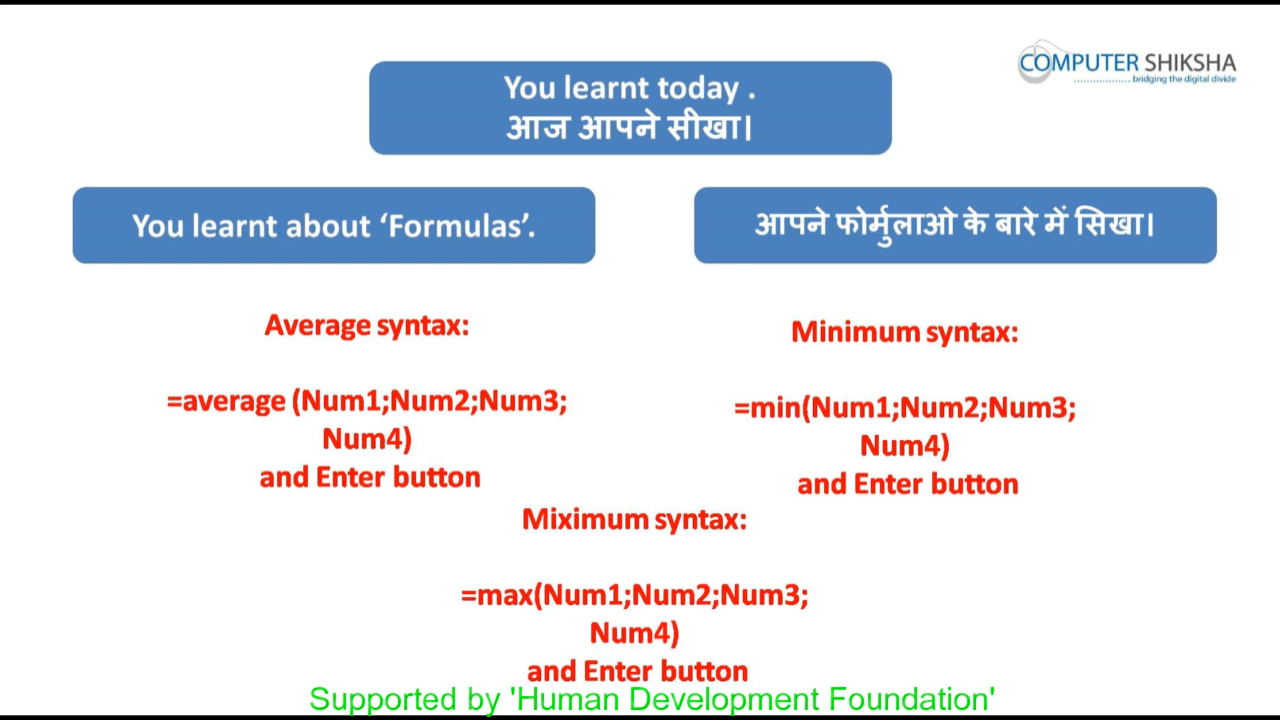 COMPUTER SHIKSHA
bridging the digital divide
You learnt today .
आज आपने सीखा।
You learnt about ‘Formulas’.
आपने फोर्मुलाओ के बारे में सिखा।
Average syntax:
=average (Num1;Num2;Num3;
Num4)
and Enter button
Minimum syntax:
=min(Num1;Num2;Num3;
Num4)
and Enter button
Miximum syntax:
=max(Num1;Num2;Num3;
Num4)
and Enter button
Supported by 'Human Development Foundation'